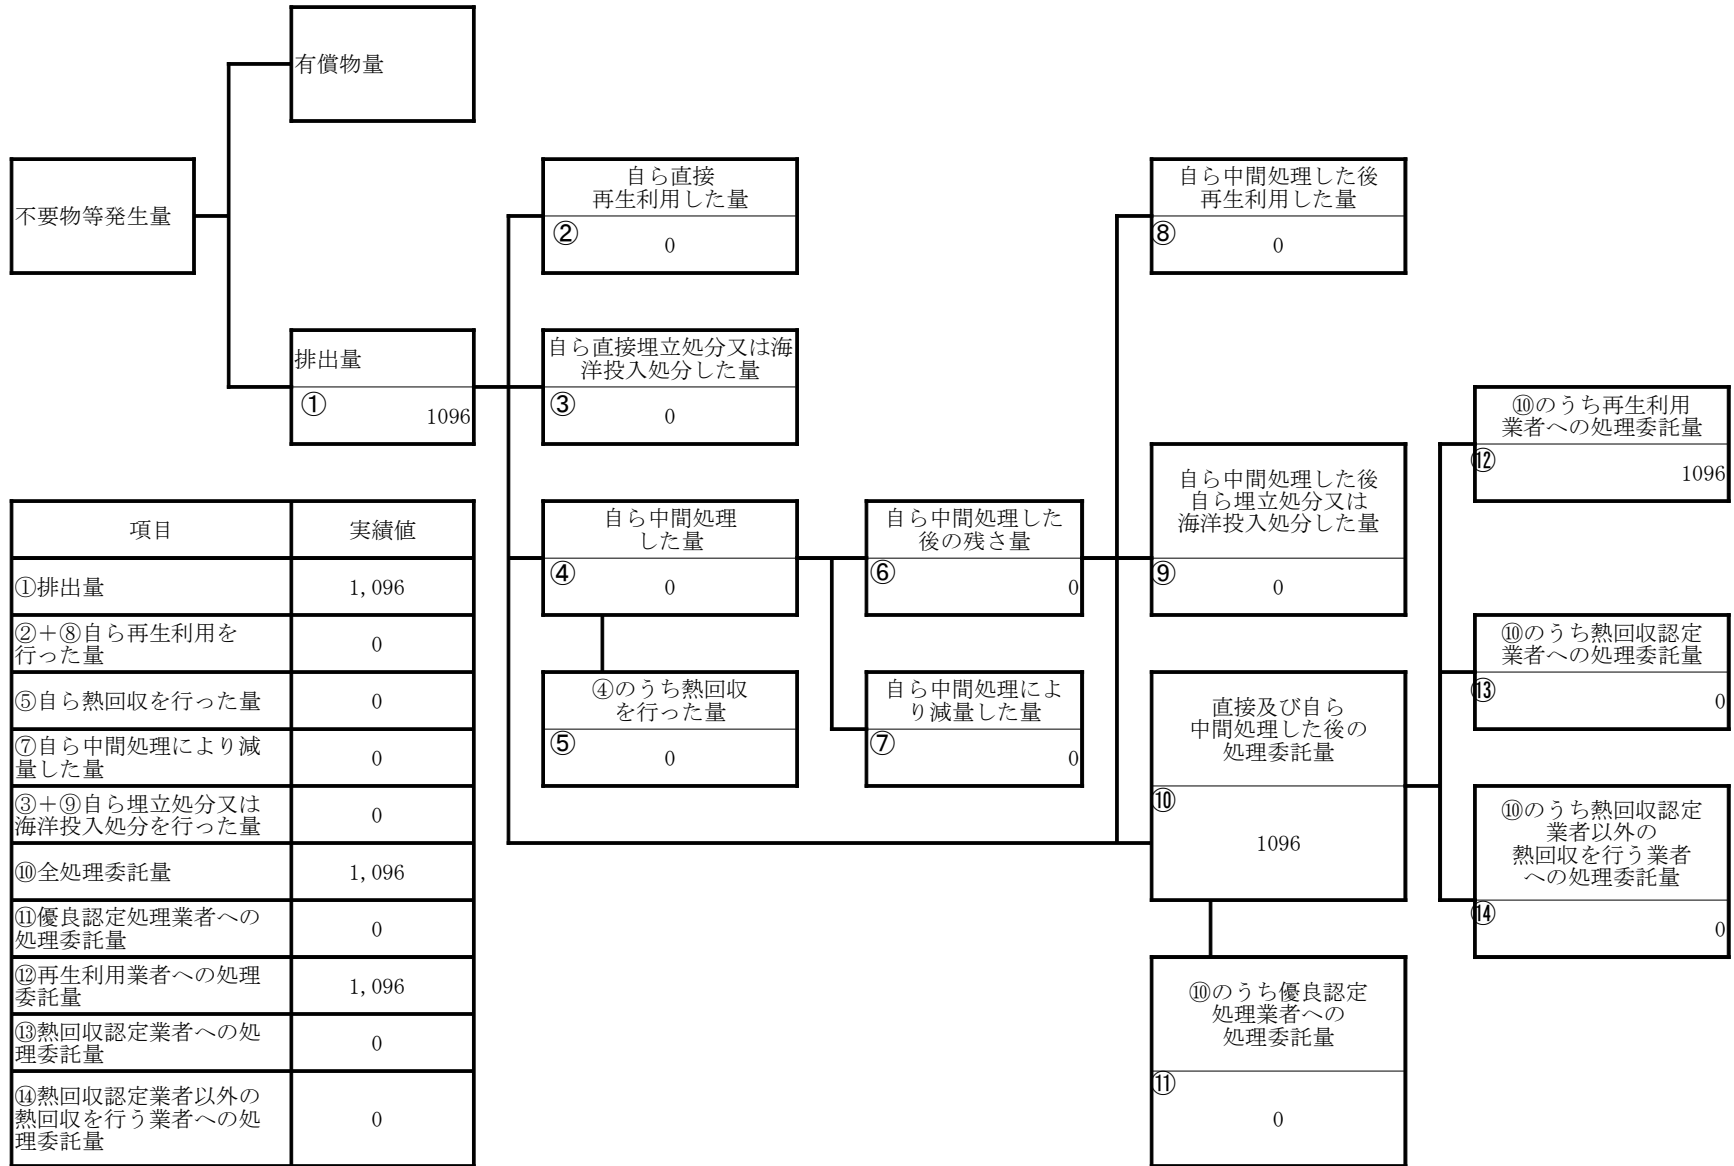 有償物量
不要物等発生量
排出量
①
1096
自ら直接
再生利用した量
②
0
自ら直接埋立処分又は海
洋投入処分した量
③
0
自ら中間処理
した量
④
0
④のうち熱回収
を行った量
⑤
0
自ら中間処理した
後の残さ量
⑥
0
自ら中間処理によ
り減量した量
⑦
0
自ら中間処理した後
再生利用した量
⑧
0
自ら中間処理した後
自ら埋立処分又は
海洋投入処分した量
⑨
0
直接及び自ら
中間処理した後の
処理委託量
⑩
1096
⑩のうち優良認定
処理業者への
処理委託量
⑪
0
⑩のうち再生利用
業者への処理委託量
⑫
1096
⑩のうち熱回収認定
業者への処理委託量
⑬
0
⑩のうち熱回収認定
業者以外の
熱回収を行う業者
への処理委託量
⑭
0
項目 実績値
①排出量 1,096
②＋⑧自ら再生利用を
行った量 0
⑤自ら熱回収を行った量 0
⑦自ら中間処理により減
量した量 0
③＋⑨自ら埋立処分又は
海洋投入処分を行った量 0
⑩全処理委託量 1,096
⑪優良認定処理業者への
処理委託量 0
⑫再生利用業者への処理
委託量 1,096
⑬熱回収認定業者への処
理委託量 0
⑭熱回収認定業者以外の
熱回収を行う業者への処
理委託量 0